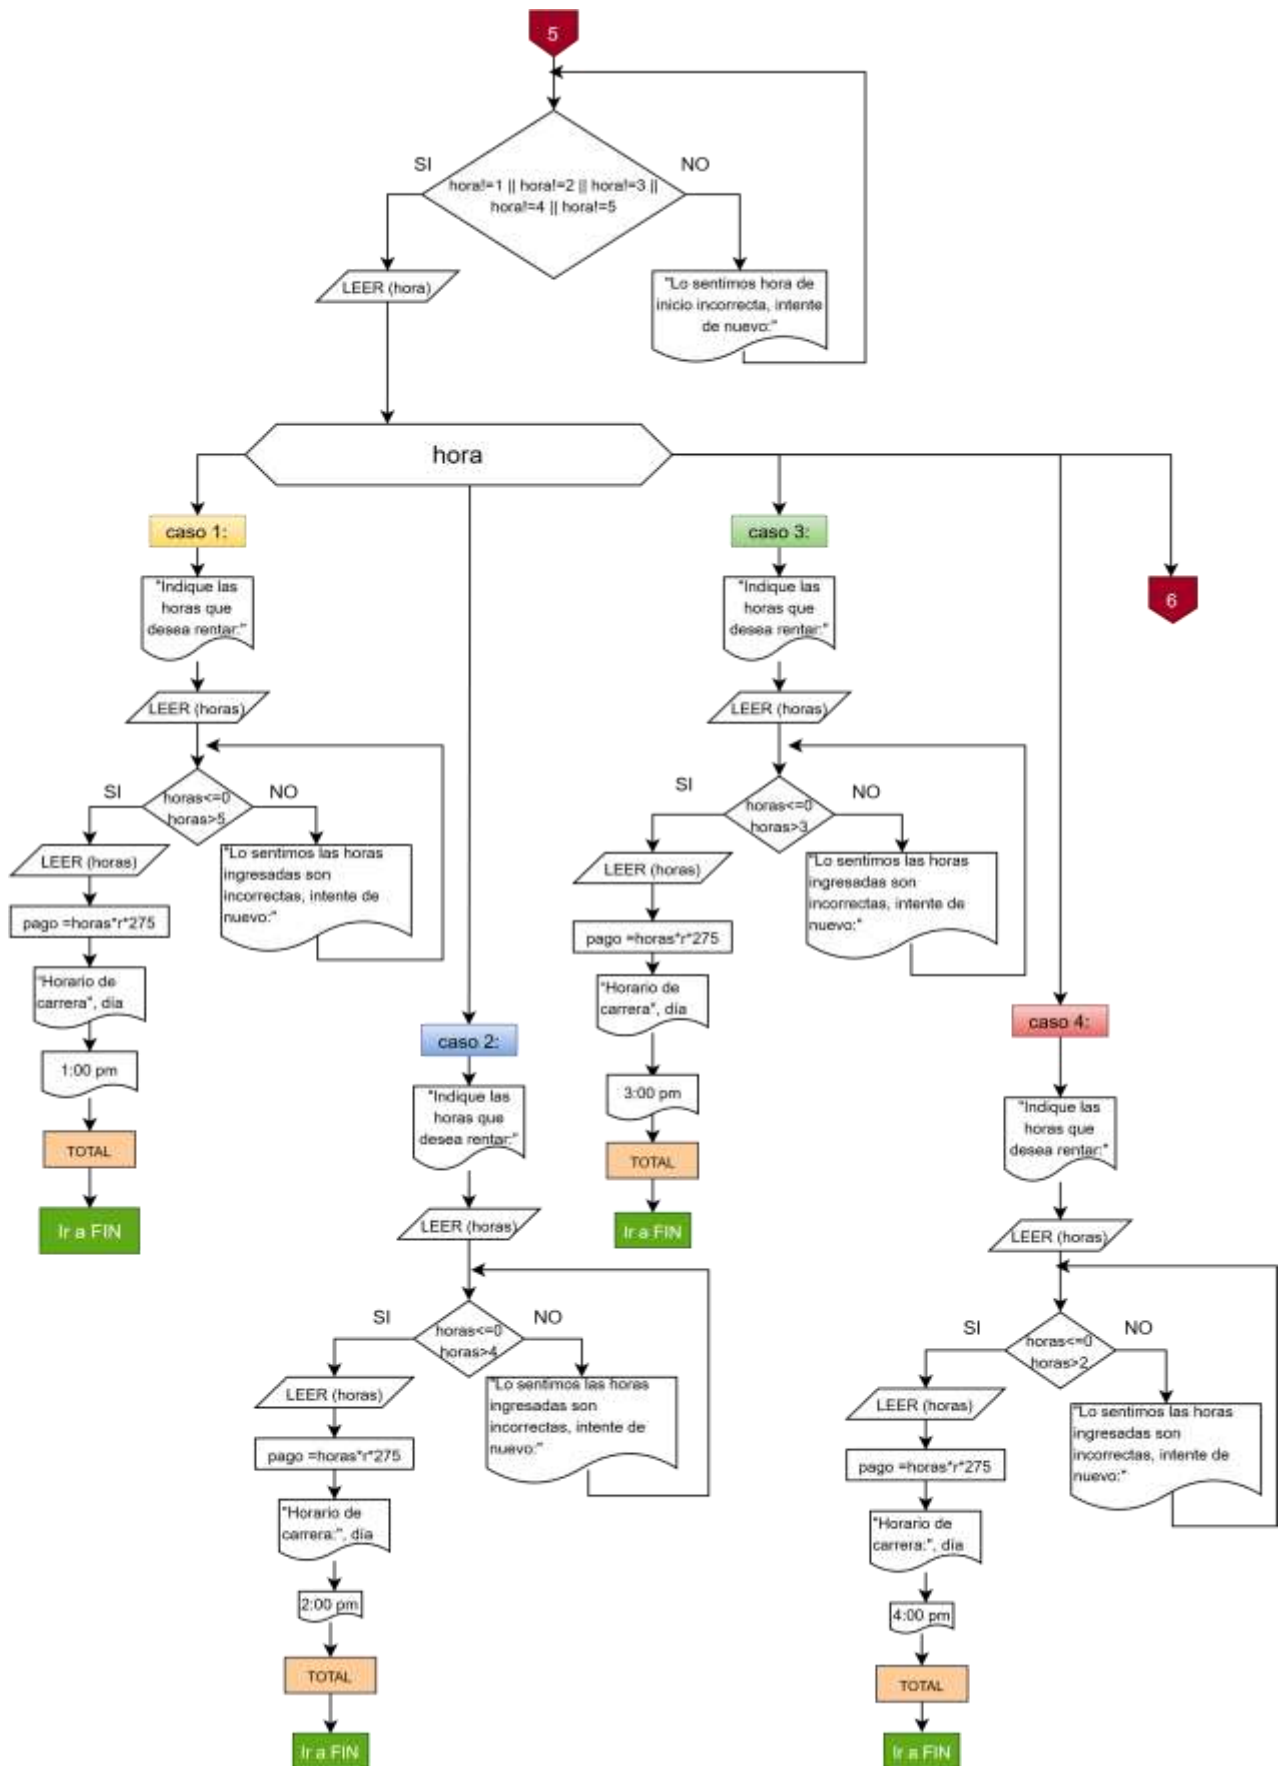 5
SI
NO
hora!=1 || hora!=2 || hora!=3 ||
hora!=4 || hora!=5
LEER (hora)
"Lo sentimos hora de
inicio incorrecta, intente
de nuevo:"
hora
caso 1:
"Indique las
horas que
desea rentar:"
LEER (horas)
SI
NO
horas<=0
horas>5
LEER (horas)
"Lo sentimos las horas
ingresadas son
incorrectas, intente de
nuevo:"
pago =horas*r*275
"Horario de
carrera", día
1:00 pm
TOTAL
Ir a FIN
caso 2:
"Indique las
horas que
desea rentar:"
LEER (horas)
SI
NO
horas<=0
horas>4
LEER (horas)
"Lo sentimos las horas
ingresadas son
incorrectas, intente de
nuevo:"
pago =horas*r*275
"Horario de
carrera:", día
2:00 pm
TOTAL
Ir a FIN
caso 3:
"Indique las
horas que
desea rentar:"
LEER (horas)
SI
NO
horas<=0
horas>3
LEER (horas)
"Lo sentimos las horas
ingresadas son
incorrectas, intente de
nuevo:"
pago =horas*r*275
"Horario de
carrera", día
3:00 pm
TOTAL
Ir a FIN
caso 4:
"Indique las
horas que
desea rentar:"
LEER (horas)
SI
NO
horas<=0
horas>2
LEER (horas)
"Lo sentimos las horas
ingresadas son
incorrectas, intente de
nuevo:"
pago =horas*r*275
"Horario de
carrera:", día
4:00 pm
TOTAL
Ir a FIN
6